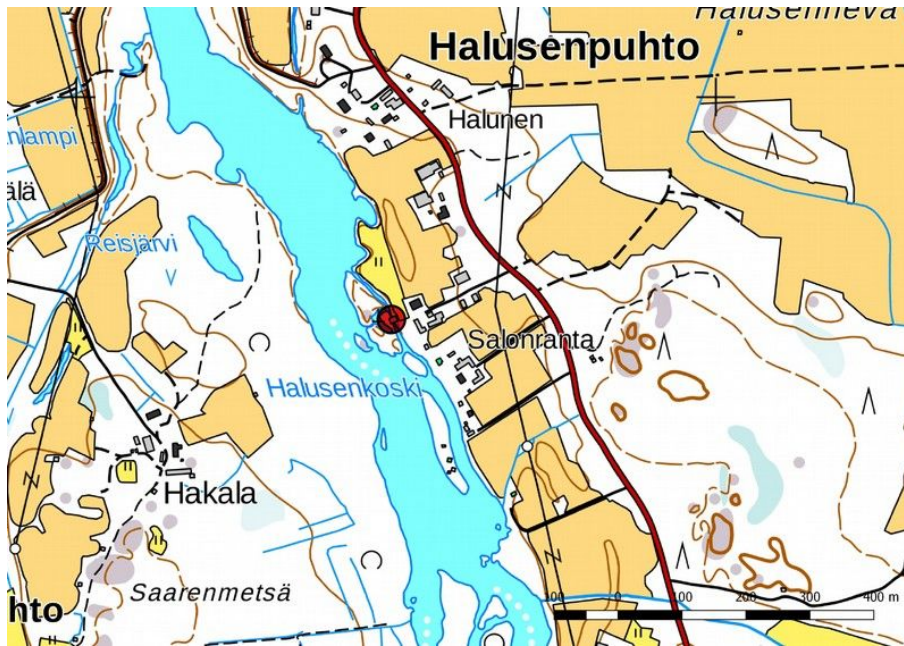 Halusenneva
Halusenpuhto
Halunen
nlampi
älä
Reisjärvi
Salonranta
Halusenkoski
Hakala
Saarenmetsä
hto
100 0 100 200 300 400 m